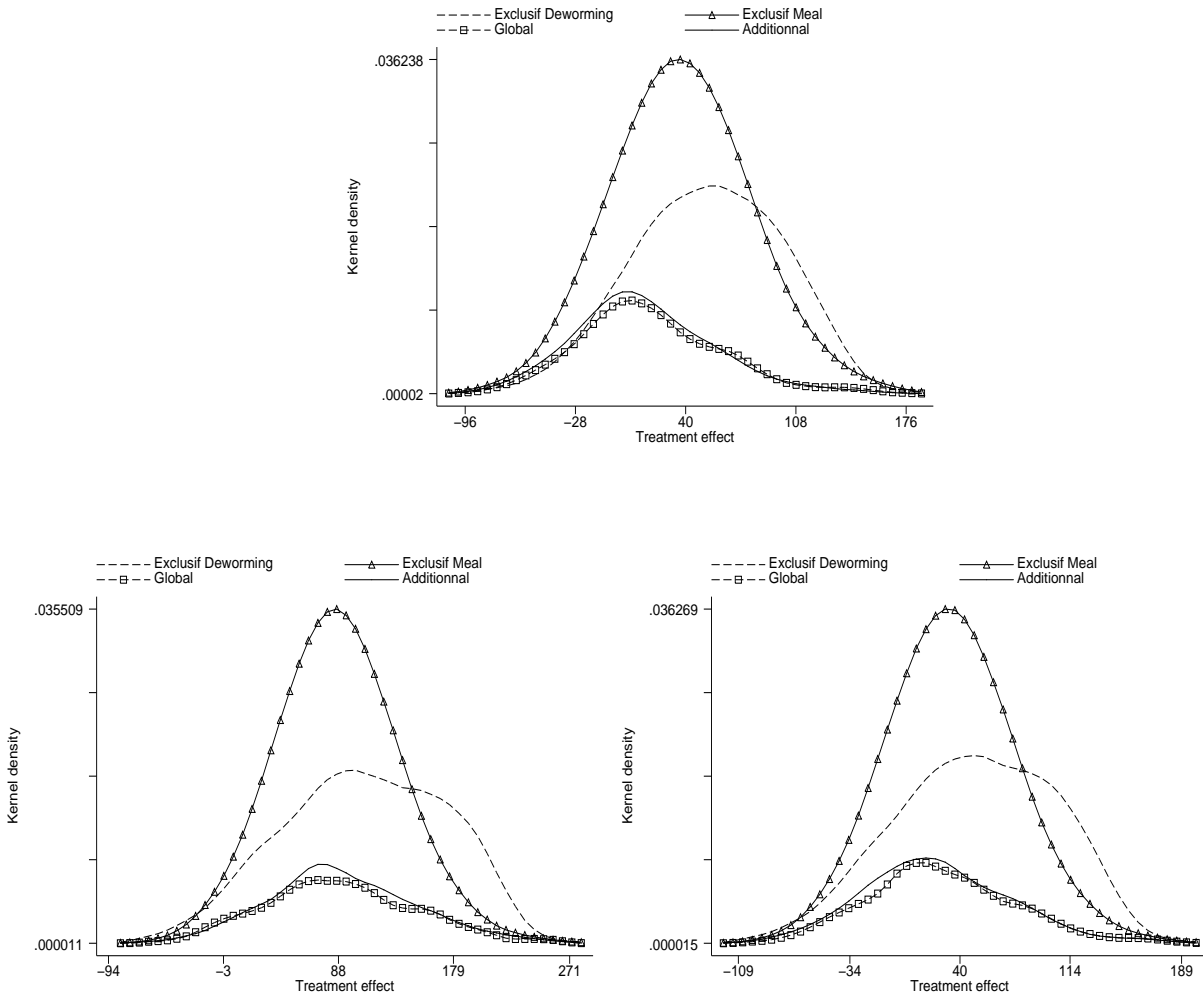 Exclusif Deworming Exclusif Meal
Global Additionnal
.036238
Kernel density
.00002
−96 −28 40 108 176
Treatment effect
Exclusif Deworming Exclusif Meal
Global Additionnal
.035509
Kernel density
.000011
−94 −3 88 179 271
Treatment effect
Exclusif Deworming Exclusif Meal
Global Additionnal
.036269
Kernel density
.000015
−109 −34 40 114 189
Treatment effect